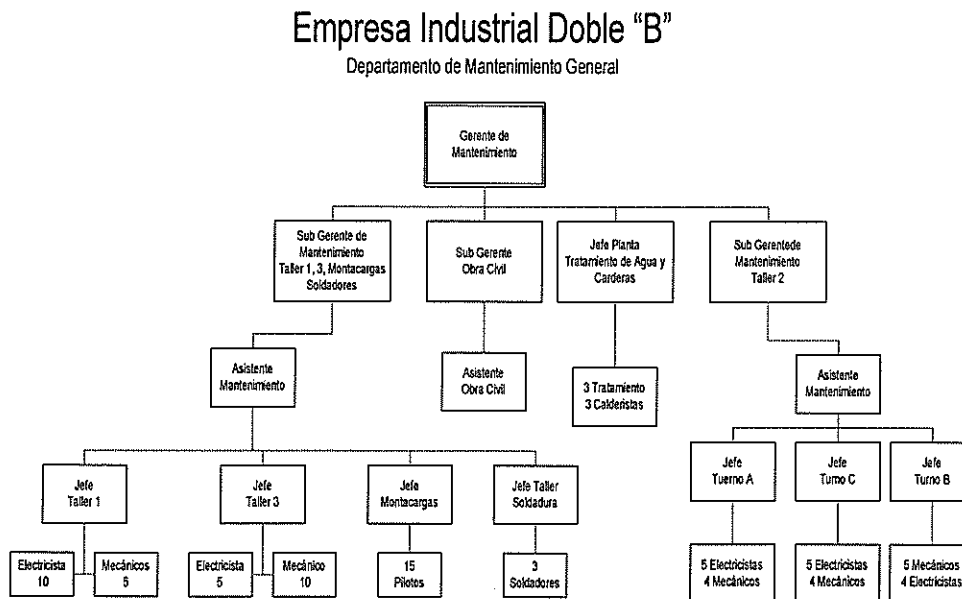 Empresa Industrial Doble “B”
Departamento de Mantenimiento General
Gerente de
Mantenimiento
Sub Gerente de
Mantenimiento
Taller 1, 3, Montacargas
Soldadores
Sub Gerente
Obra Civil
Jefe Planta
Tratamiento de Agua y
Carderas
Sub Gerentede
Mantenimiento
Taller 2
Asistente
Mantenimiento
Asistente
Obra Civil
3 Tratamiento
3 Calderistas
Asistente
Mantenimiento
Jefe
Taller 1
Jefe
Taller 3
Jefe
Montacargas
Jefe Taller
Soldadura
Jefe
Tuerno A
Jefe
Turno C
Jefe
Turno B
Electricista
10
Mecánicos
5
Electricista
5
Mecánico
10
15
Pilotos
3
Soldadores
5 Electricistas
4 Mecánicos
5 Electricistas
4 Mecánicos
5 Mecánicos
4 Electricistas